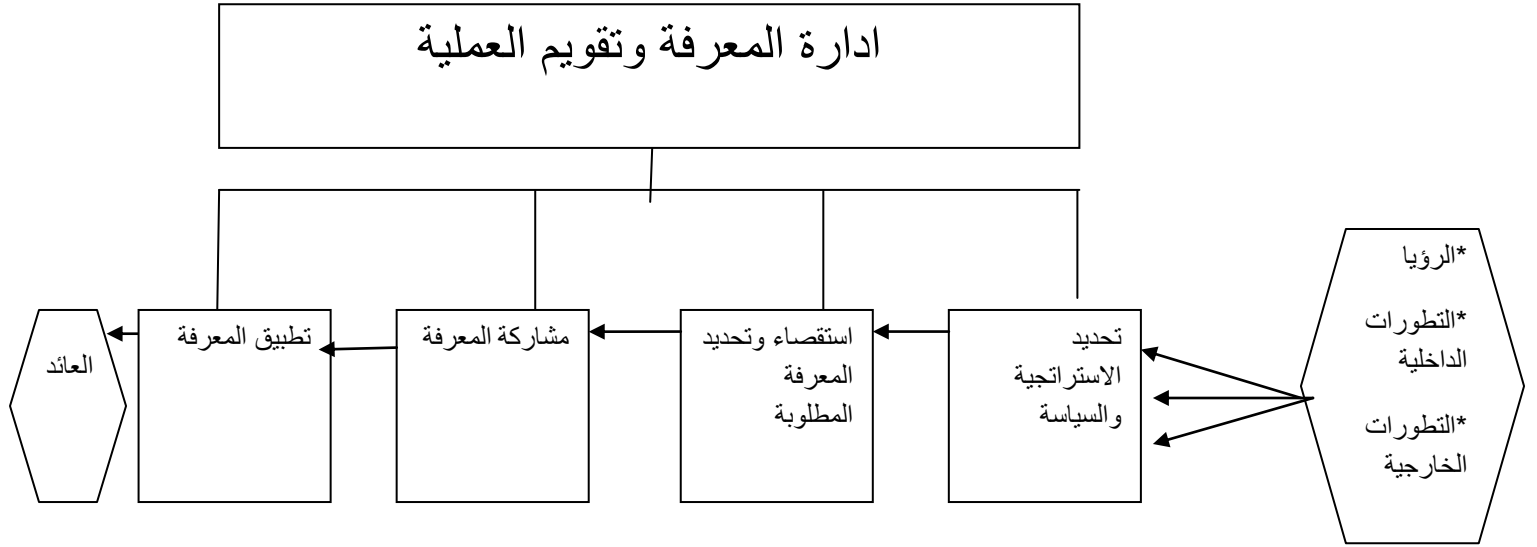 ادارة المعرفة وتقويم العملية
*الرؤيا
*التطورات
الداخلية
*التطورات
الخارجية
تحديد
الاستراتجية
والسياسة
استقصاء وتحديد
المعرفة
المطلوبة
مشاركة المعرفة
تطبيق المعرفة
العائد